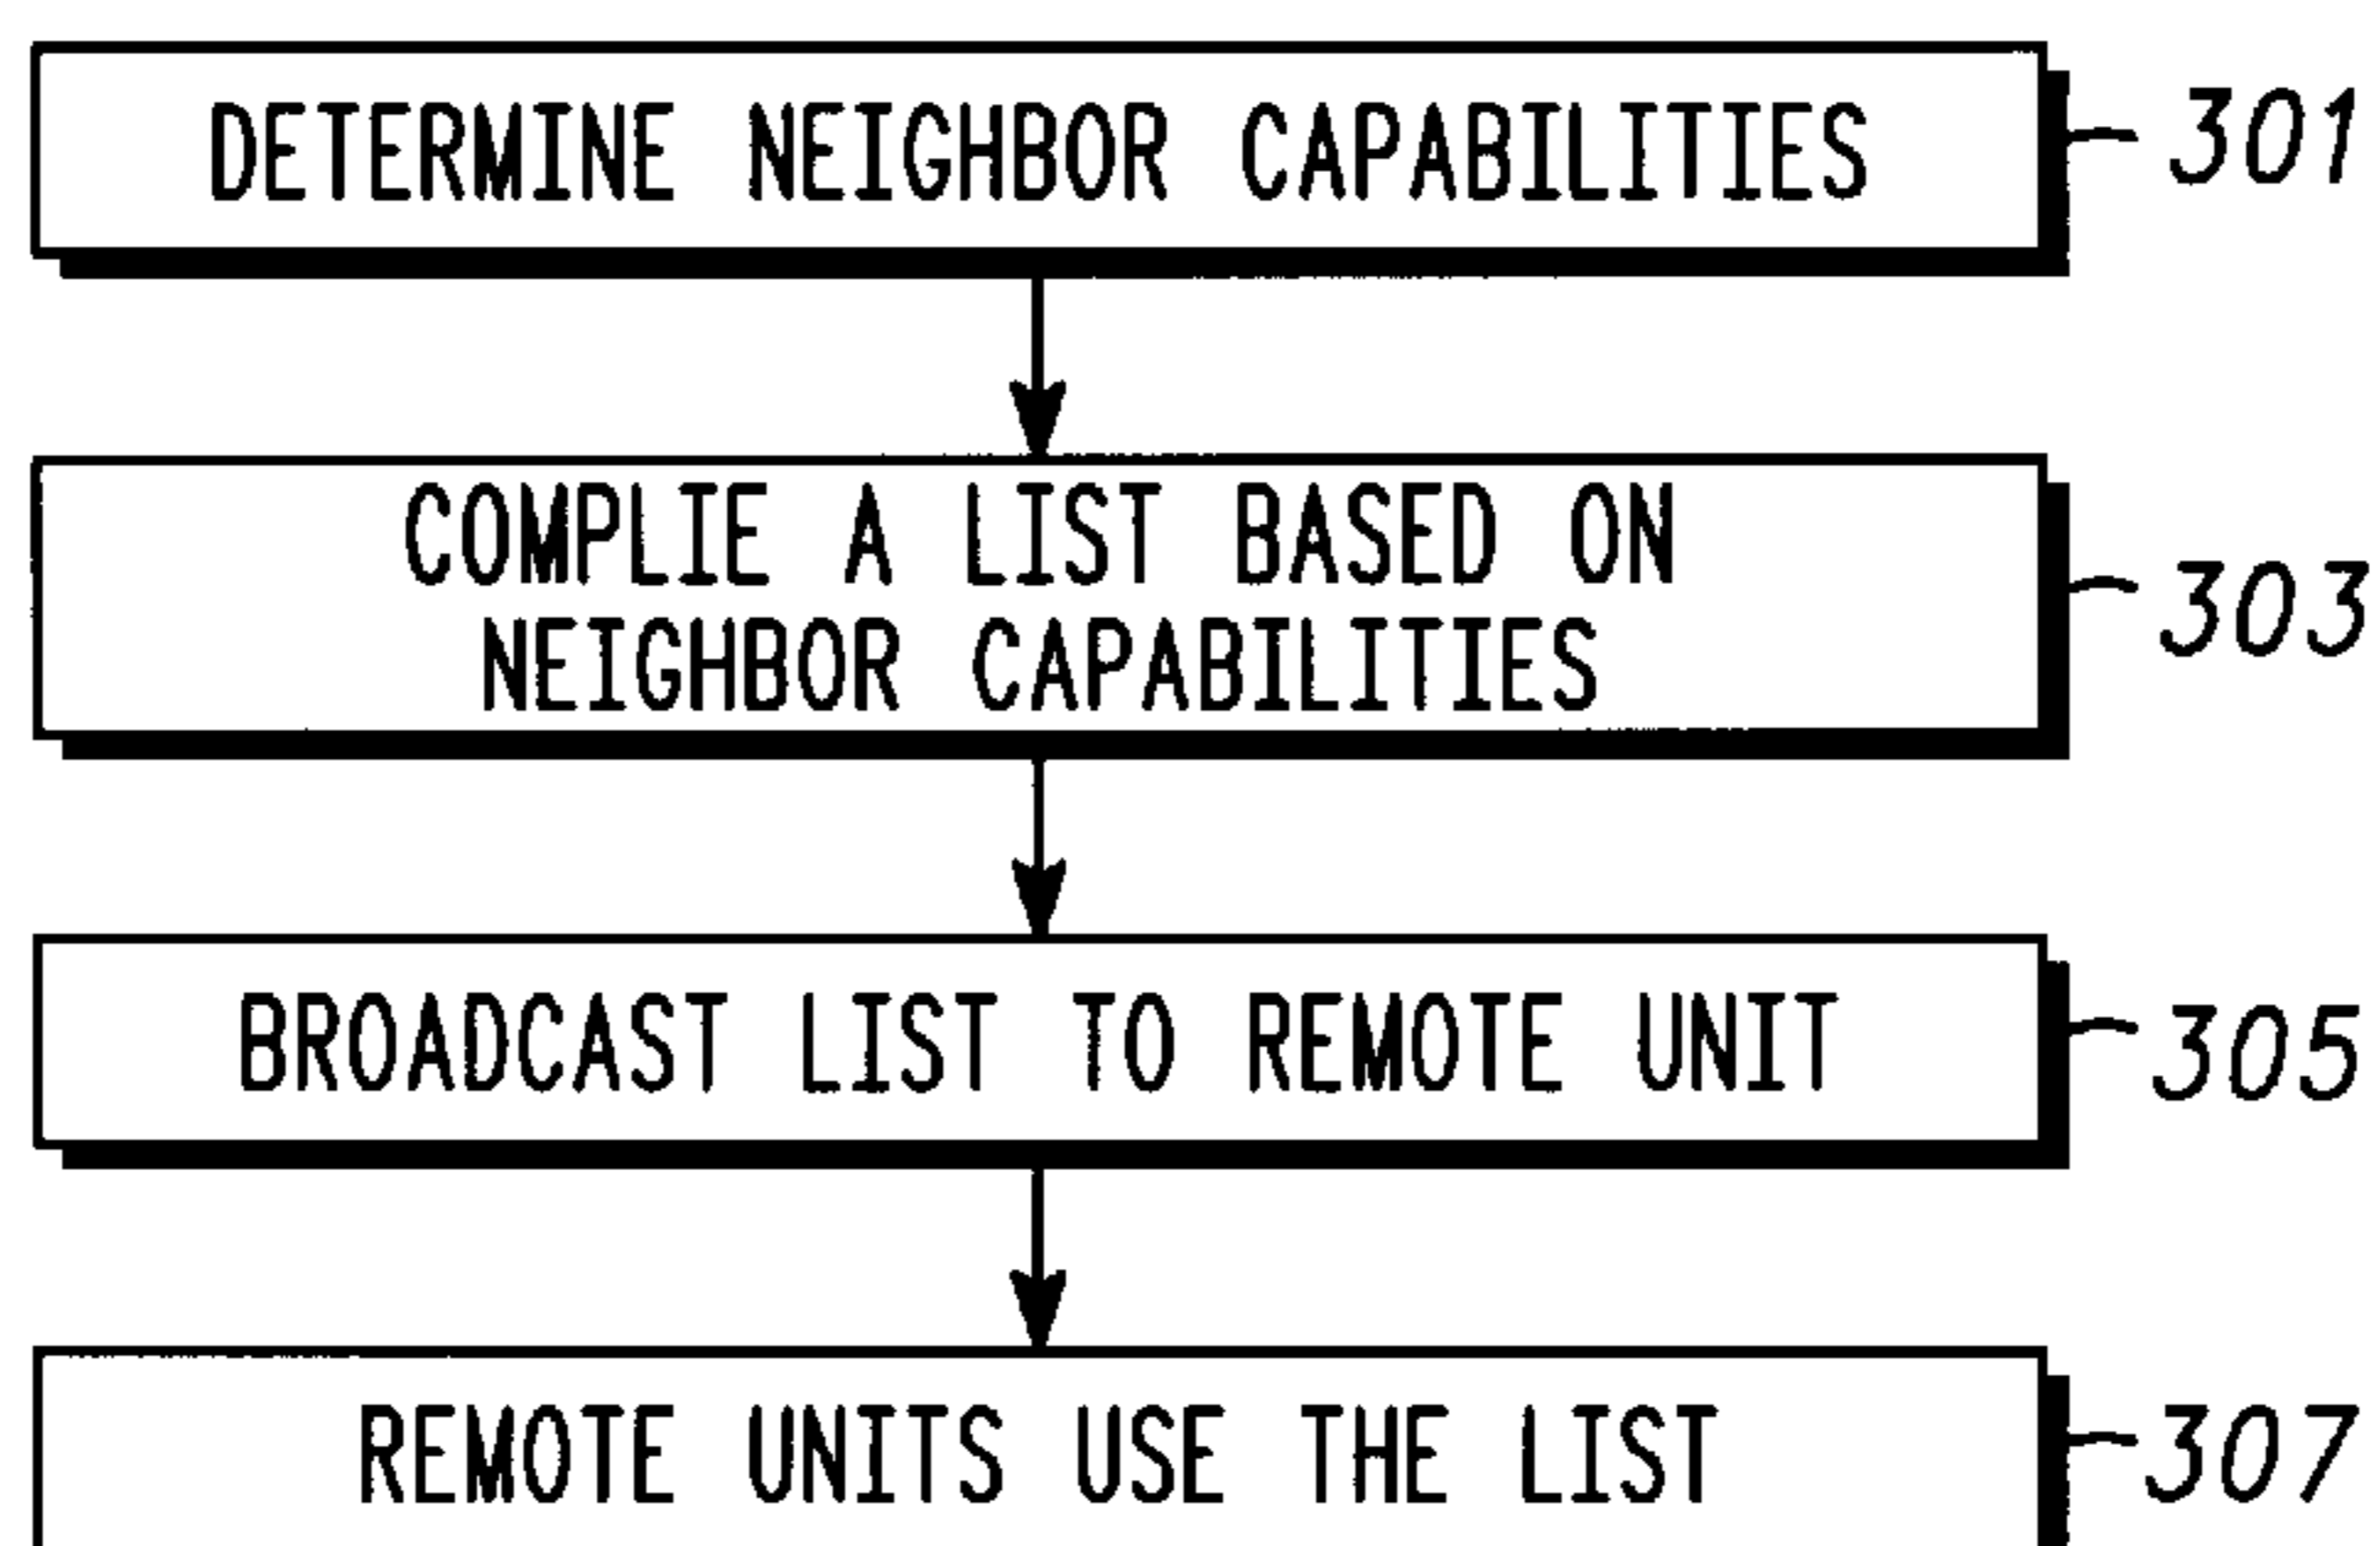 DETERMINE NEIGHBOR CAPABILITIES 301
COMPLIE A LIST BASED ON
NEIGHBOR CAPABILITIES 303
BROADCAST LIST TO REMOTE UNIT 305
REMOTE UNITS USE THE LIST 307